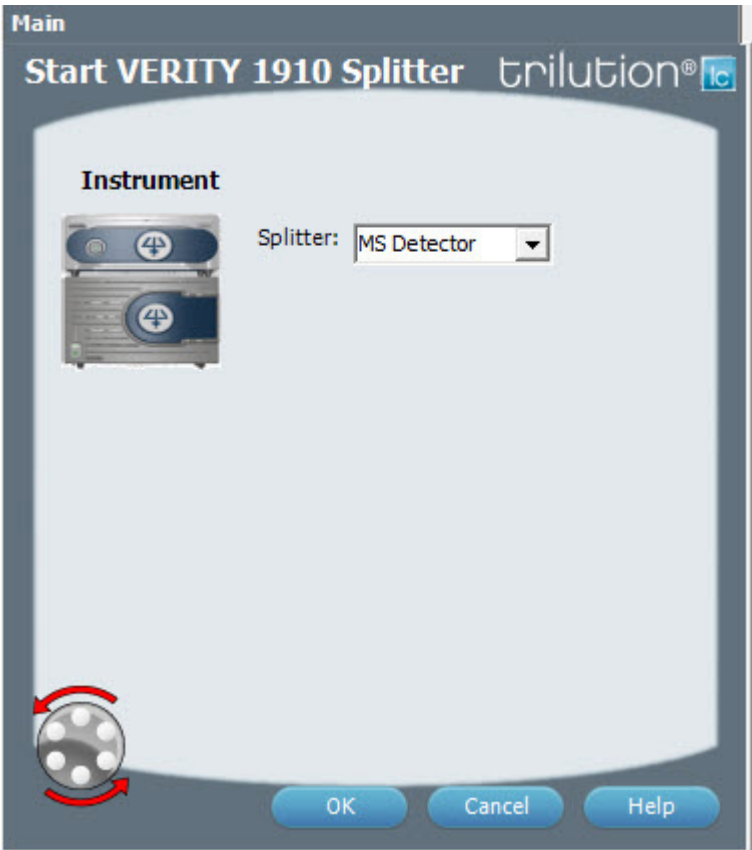 Main
Start VERITY 1910 Splitter trilution® lc
Instrument
Splitter: MS Detector
OK Cancel Help